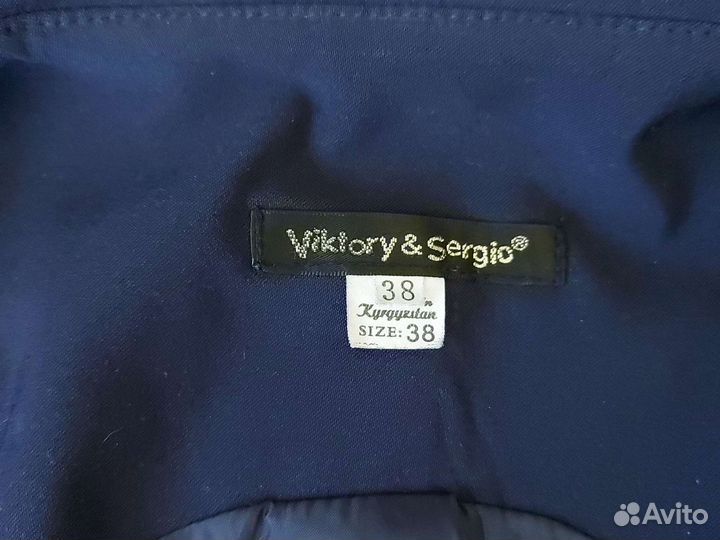 Viktory & Sergio®
38
Kyrgyzstan
SIZE: 38
Avito